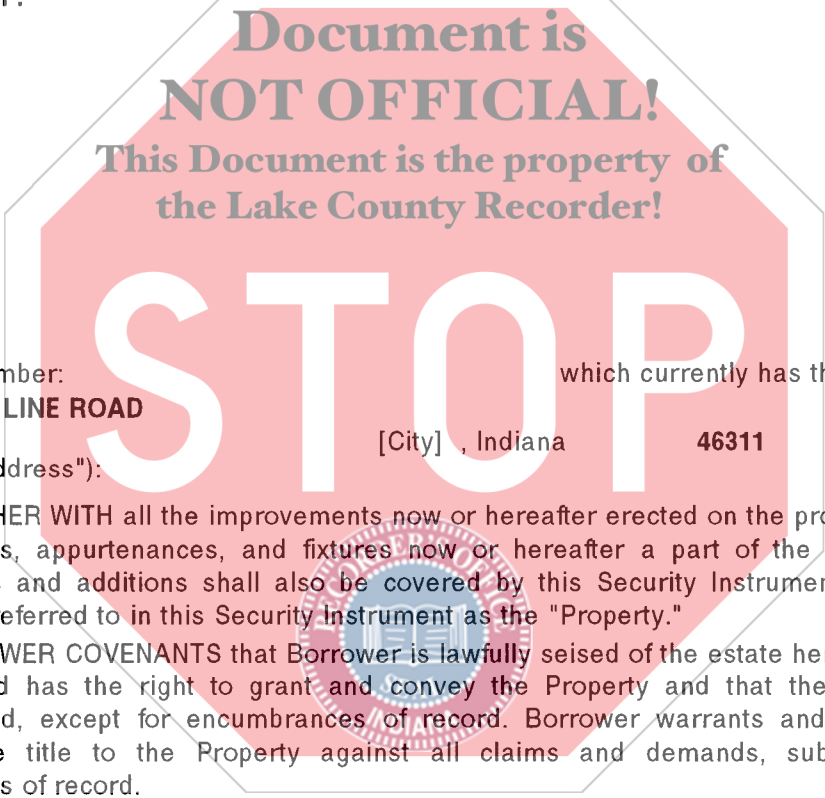 Document is
NOT OFFICIAL!
This Document is the property of
the Lake County Recorder!
STOP
mber: which currently has th
LINE ROAD
[City] , Indiana 46311
ddress"):
HER WITH all the improvements now or hereafter erected on the pro
s, appurtenances, and fixtures now or hereafter a part of the
and additions shall also be covered by this Security Instrumen
eferred to in this Security Instrument as the "Property."
WER COVENANTS that Borrower is lawfully seised of the estate he
d has the right to grant and convey the Property and that the
d, except for encumbrances of record. Borrower warrants and
e title to the Property against all claims and demands, sub
s of record.
RECORDER'S OFFICE
SEAL
INDIANA